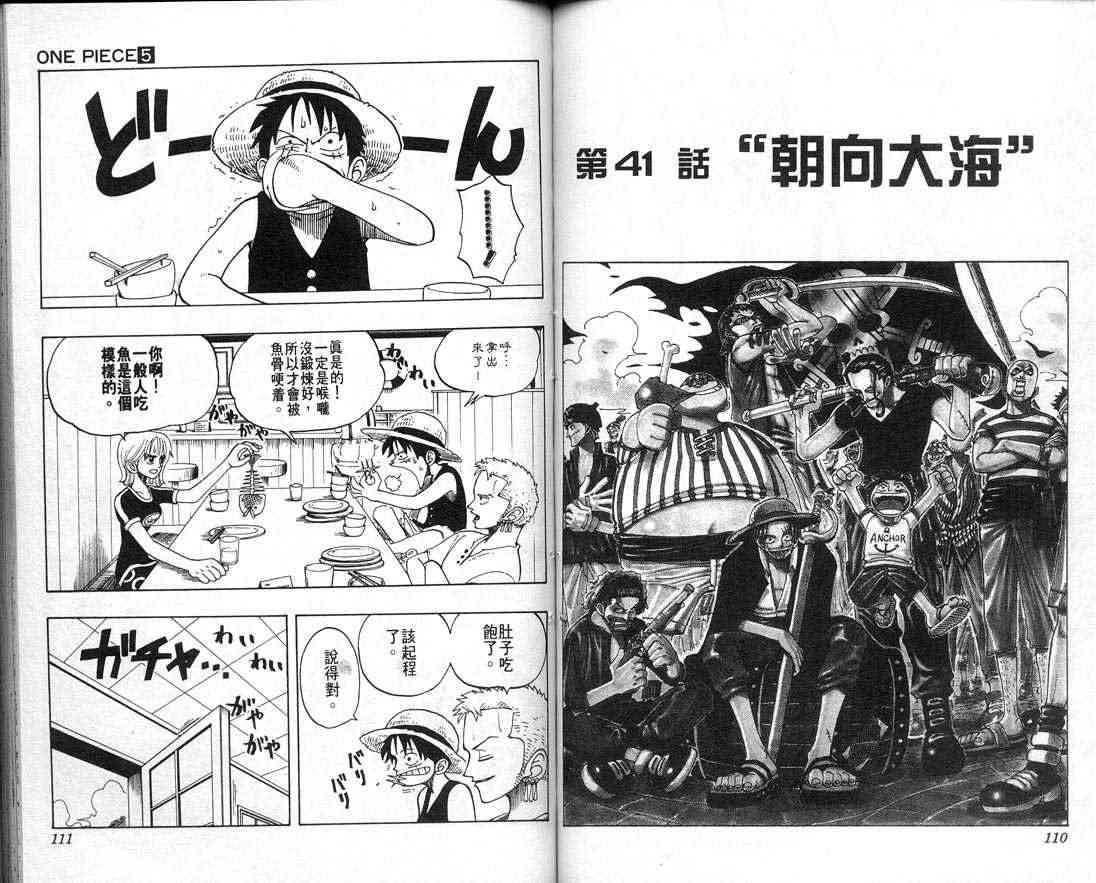 第41話 “朝向大海”
ANCHOR
110
ONE PIECE 5
どーーん
………!
呼…
拿出
來了！
わいわい
真是的！
一定是喉嚨
沒鍛煉好，
所以才會被
魚骨哽着。
你啊！
一般人吃
魚是這個
模樣的。
がや
がや
肚子吃
飽了。
該起程
了。
說得對。
バリ
バリ
ガチャ…
わい
わい
がや
がや
111